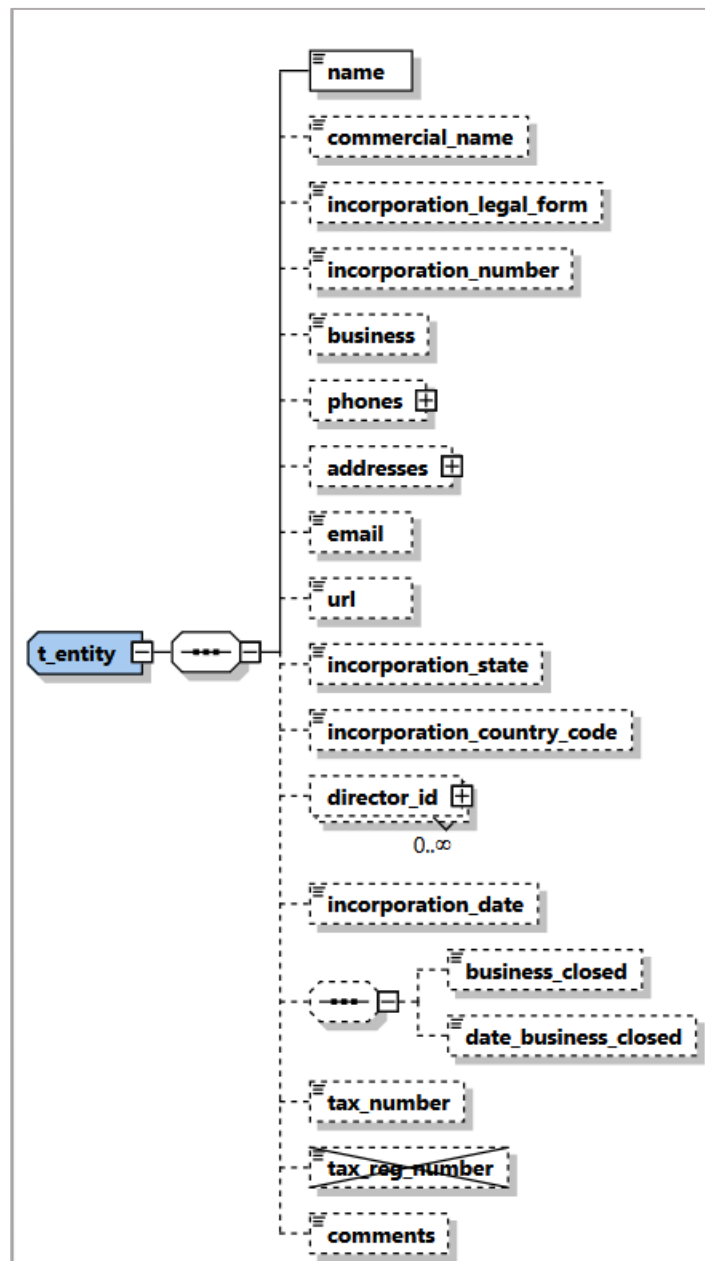 name
commercial_name
incorporation_legal_form
incorporation_number
business
phones
addresses
email
url
t_entity
incorporation_state
incorporation_country_code
director_id
0..∞
incorporation_date
business_closed
date_business_closed
tax_number
tax_reg_number
comments